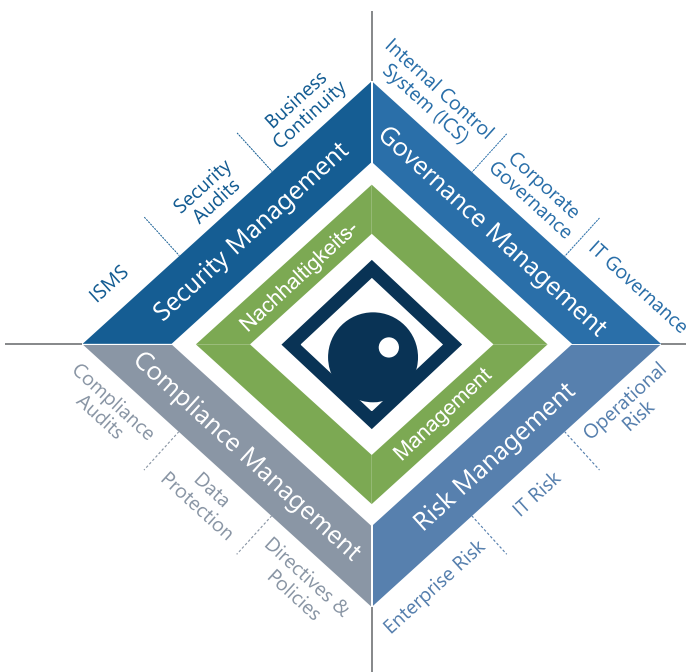 Business
Continuity
Security
Audits
ISMS
Security Management
Internal Control
System (ICS)
Corporate
Governance
IT Governance
Governance Management
Nachhaltigkeits-
Management
Compliance Management
Compliance
Audits
Data
Protection
Directives &
Policies
Risk Management
Operational
Risk
IT Risk
Enterprise Risk